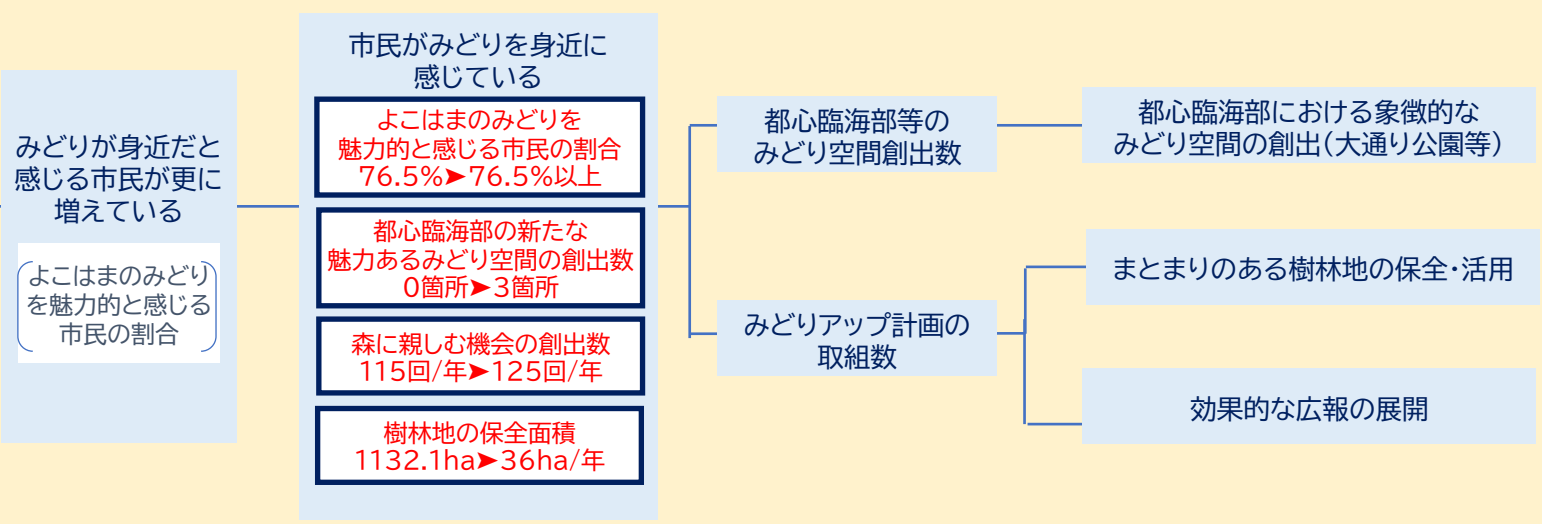 みどりが身近だと
感じる市民が更に
増えている
よこはまのみどり
を魅力的と感じる
市民の割合
市民がみどりを身近に
感じている
よこはまのみどりを
魅力的と感じる市民の割合
76.5%➤76.5%以上
都心臨海部の新たな
魅力あるみどり空間の創出数
0箇所➤3箇所
森に親しむ機会の創出数
115回/年➤125回/年
樹林地の保全面積
1132.1ha➤36ha/年
都心臨海部等の
みどり空間創出数
みどりアップ計画の
取組数
都心臨海部における象徴的な
みどり空間の創出(大通り公園等)
まとまりのある樹林地の保全・活用
効果的な広報の展開